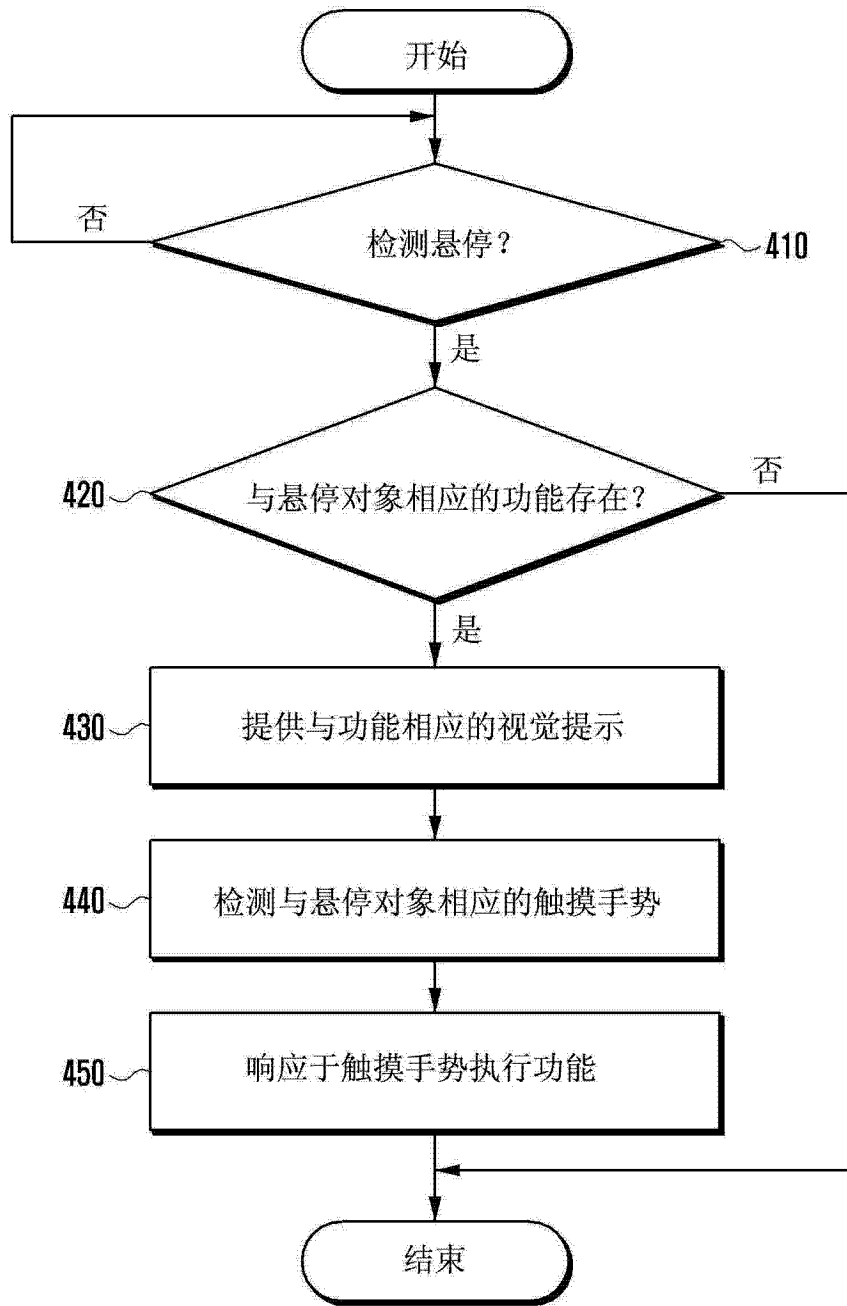 开始
否
检测悬停?
410
是
420
与悬停对象相应的功能存在?
否
是
430
提供与功能相应的视觉提示
440
检测与悬停对象相应的触摸手势
450
响应于触摸手势执行功能
结束